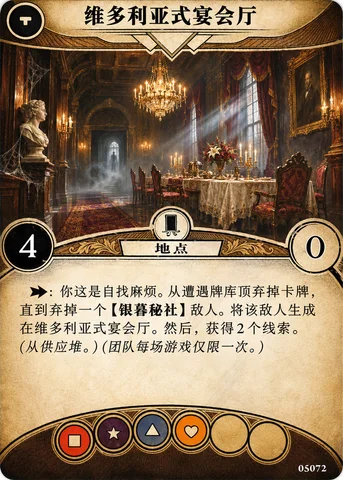 维多利亚式宴会厅
4
地点
0
：你这是自找麻烦。从遭遇牌库顶弃掉卡牌，
直到弃掉一个【银暮秘社】敌人。将该敌人生成
在维多利亚式宴会厅。然后，获得2个线索。
(从供应堆。)(团队每场游戏仅限一次。)
05072